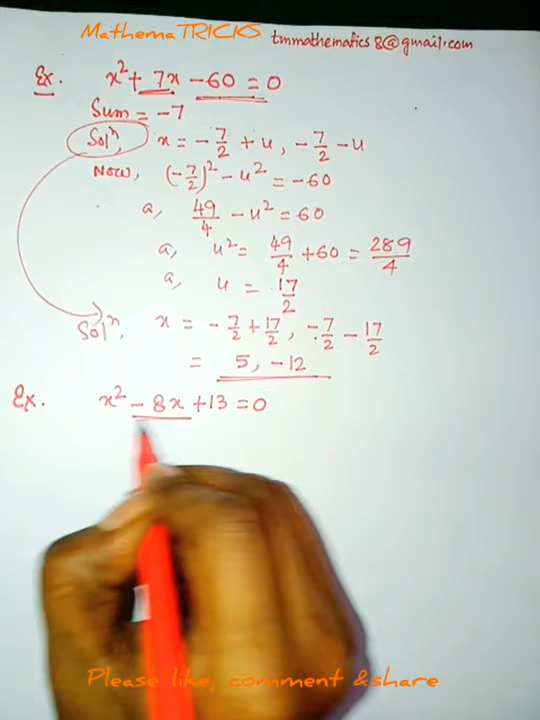 MathemaTRICKS tmmathematics8@gmail.com
Ex. x² + 7x - 60 = 0
Sum = -7
Solⁿ, x = -7/2 + u, -7/2 - u
Now, (-7/2)² - u² = -60
a, 49/4 - u² = 60
a, u² = 49/4 + 60 = 289/4
a, u = 17/2
Solⁿ, x = -7/2 + 17/2, -7/2 - 17/2
= 5, -12
Ex. x² - 8x + 13 = 0
Please like, comment &share